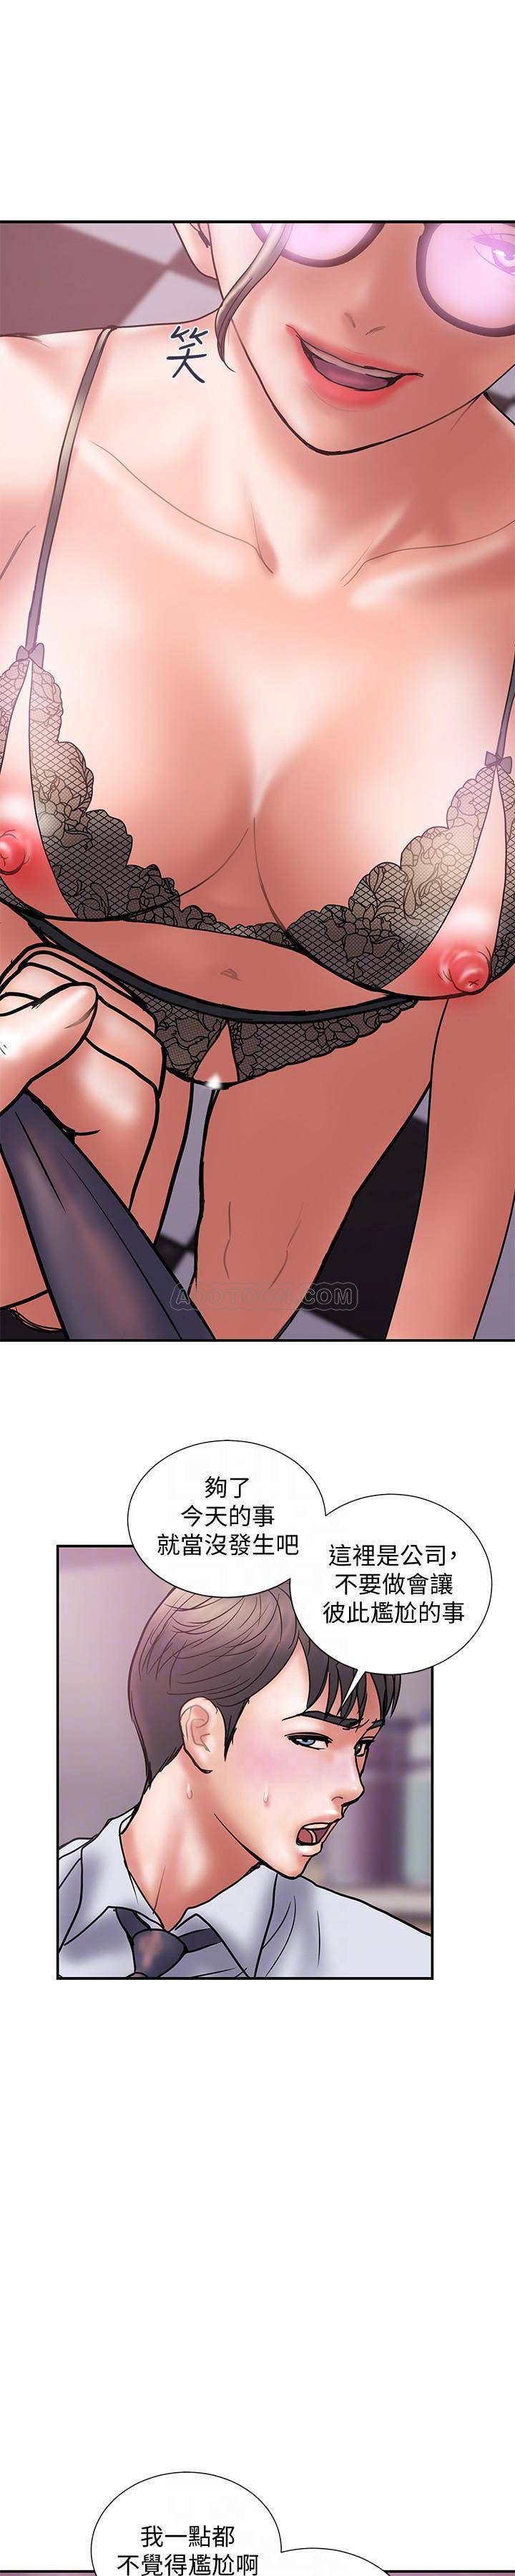 笑
夠了
今天的事
就當沒發生吧
這裡是公司，
不要做會讓
彼此尷尬的事
我一點都
不覺得尷尬啊